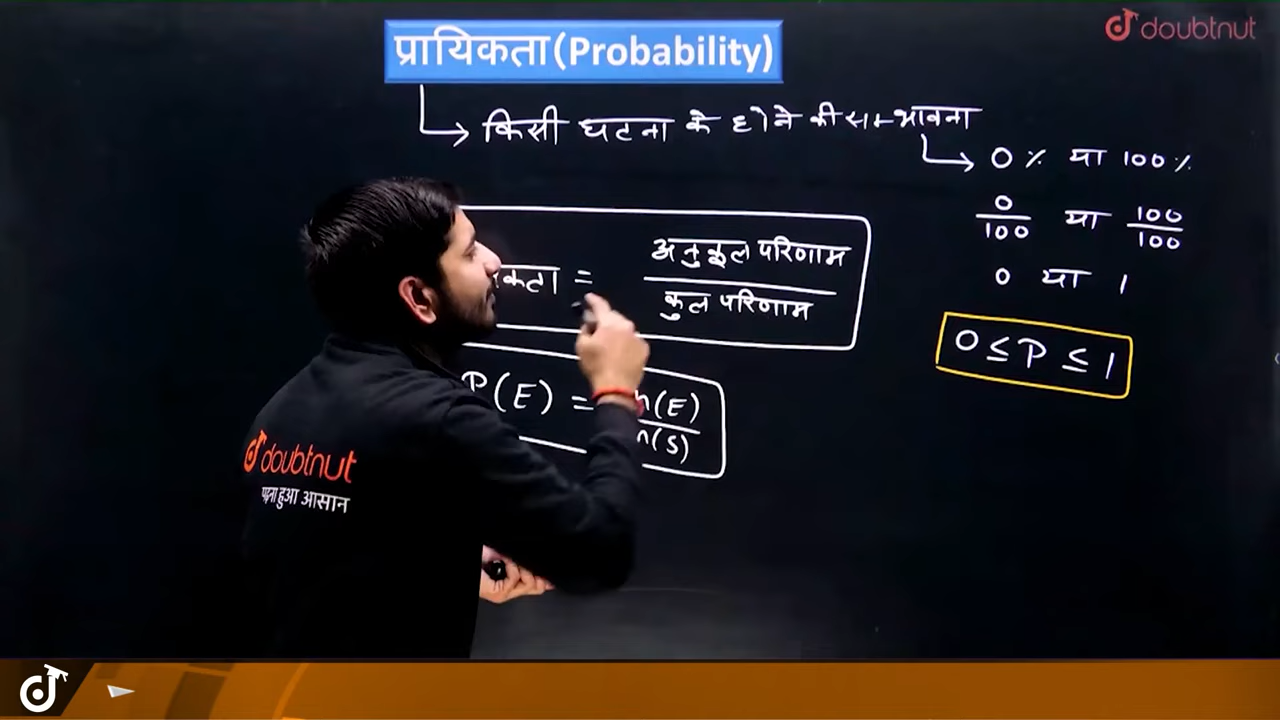 प्रायिकता(Probability)
doubtnut
किसी घटना के होने की सम्भावना
0% या 100%
0/100 या 100/100
0 या 1
0 ≤ P ≤ 1
= अनुकूल परिणाम
कुल परिणाम
P(E) = n(E)/n(S)
doubtnut
पढ़ना हुआ आसान